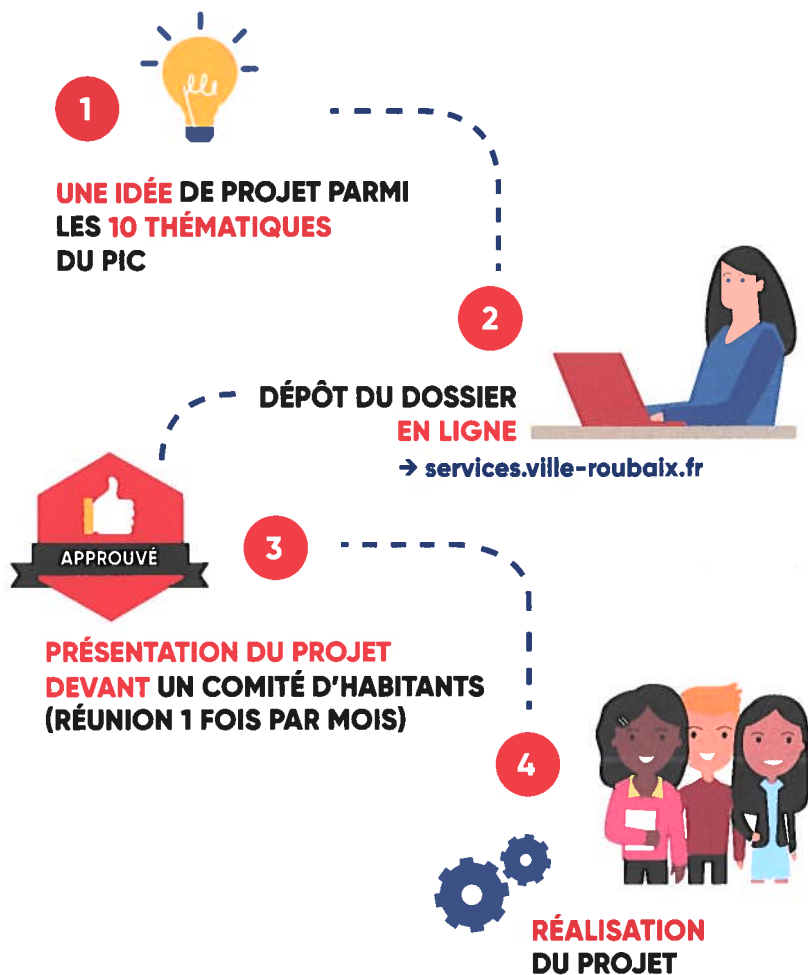 1
UNE IDÉE DE PROJET PARMI
LES 10 THÉMATIQUES
DU PIC
2
DÉPÔT DU DOSSIER
EN LIGNE
→ services.ville-roubaix.fr
APPROUVÉ
3
PRÉSENTATION DU PROJET
DEVANT UN COMITÉ D'HABITANTS
(RÉUNION 1 FOIS PAR MOIS)
4
RÉALISATION
DU PROJET